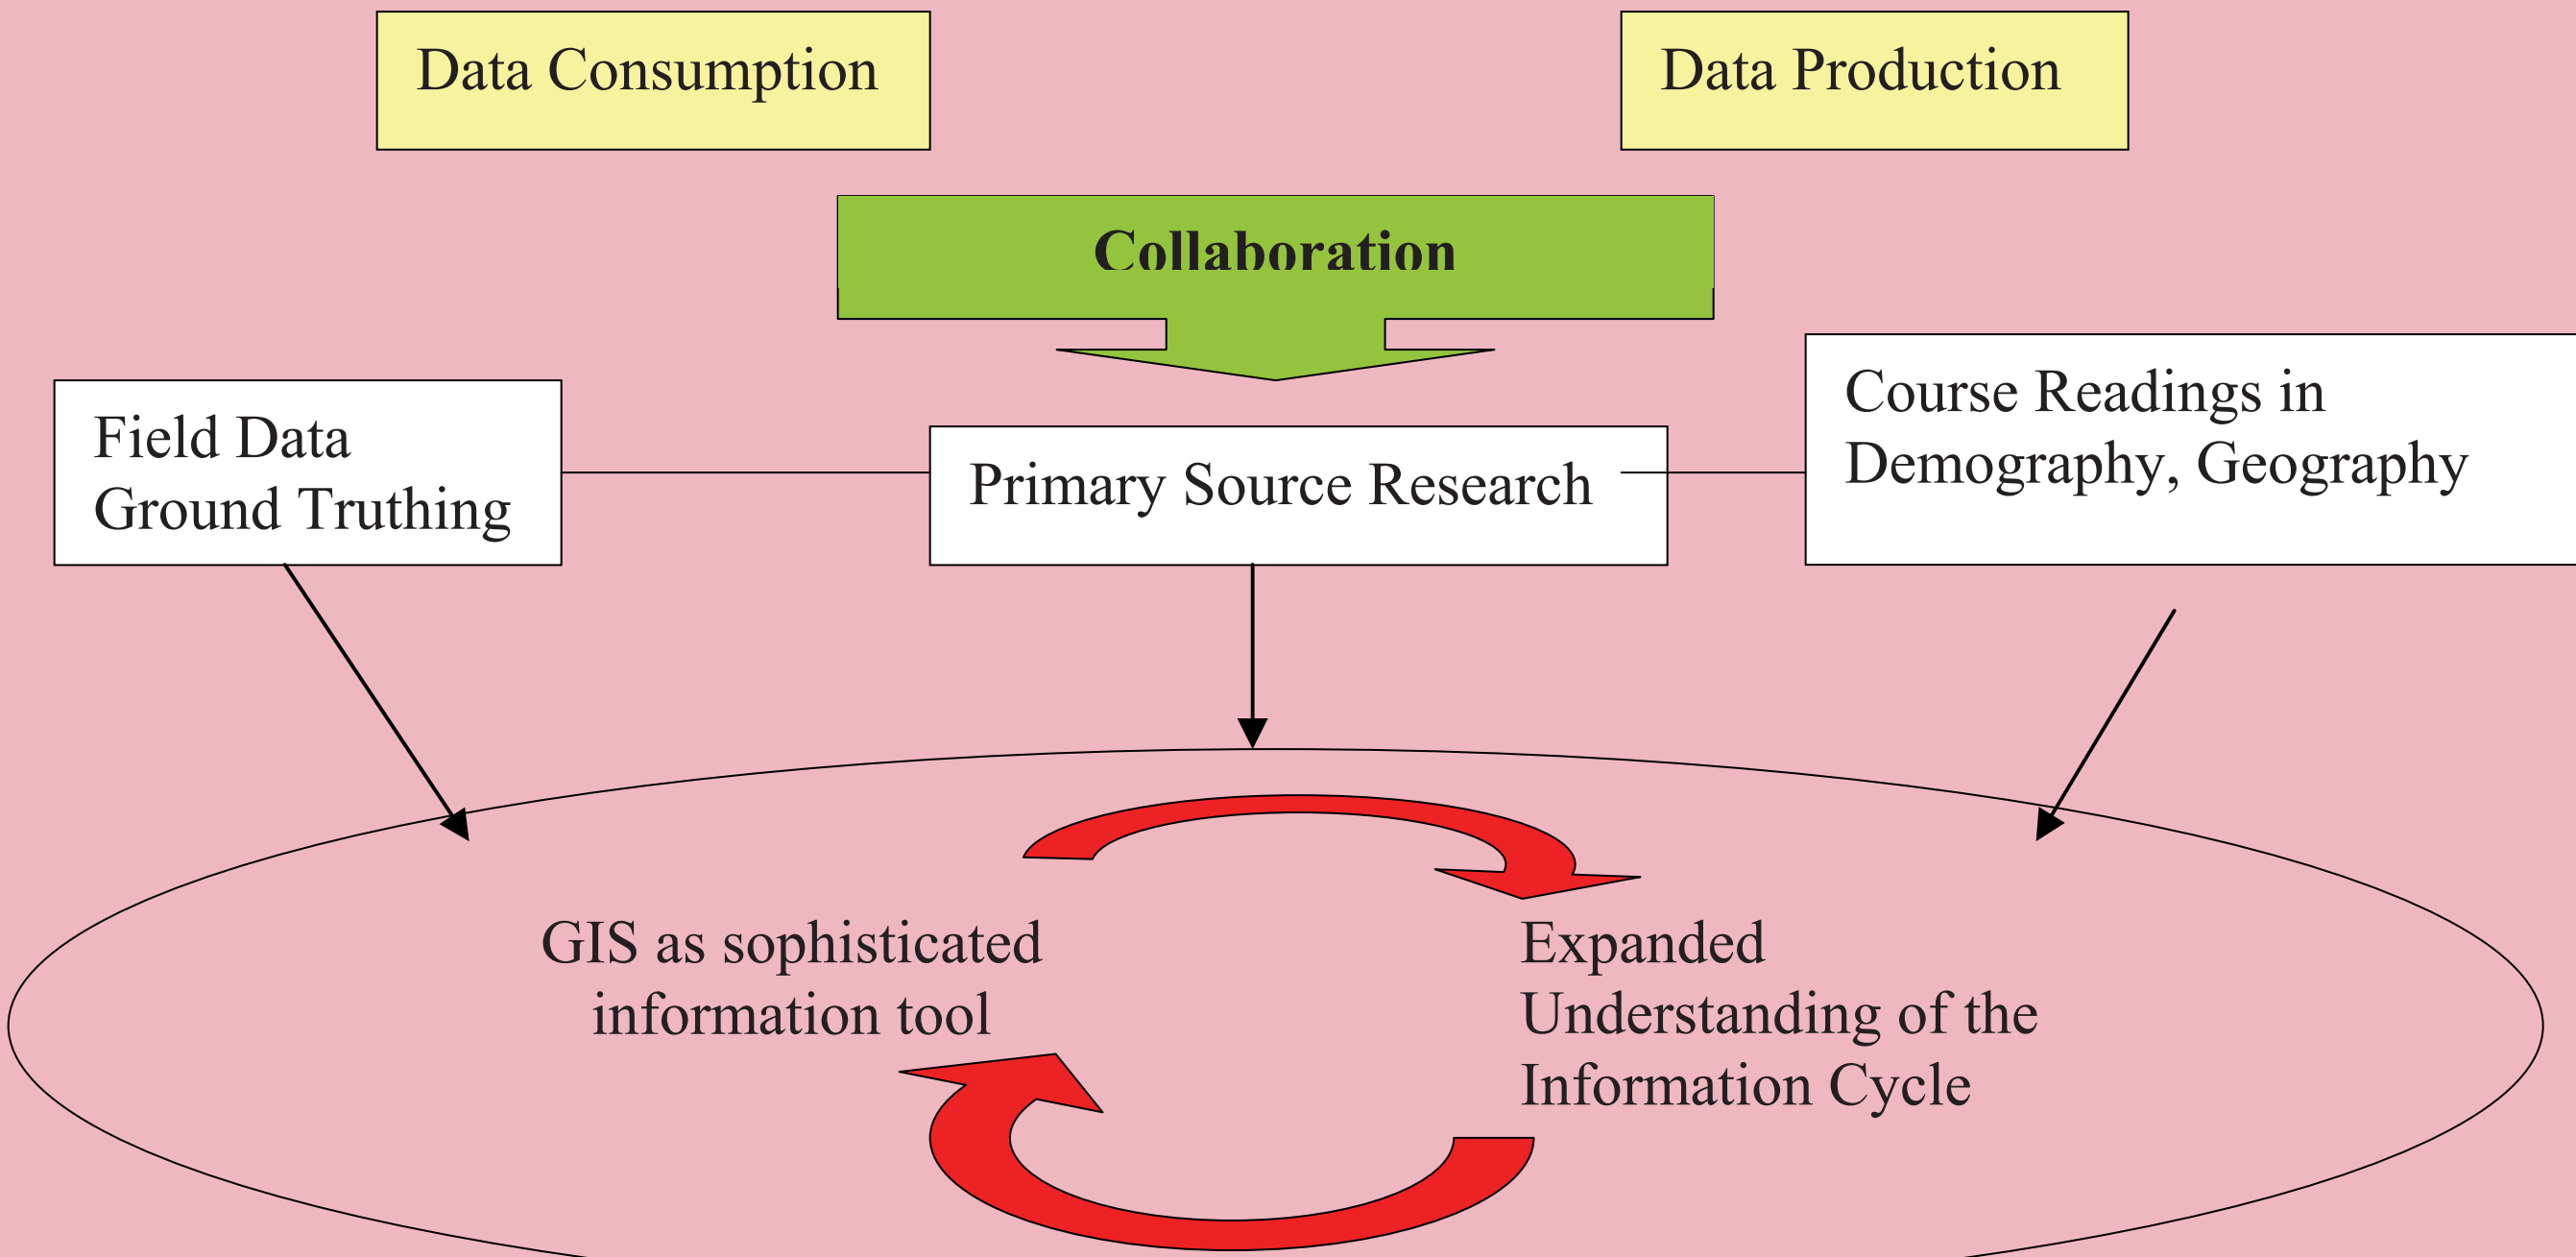 Data Consumption
Data Production
Collaboration
Field Data
Ground Truthing
Primary Source Research
Course Readings in
Demography, Geography
GIS as sophisticated
information tool
Expanded
Understanding of the
Information Cycle